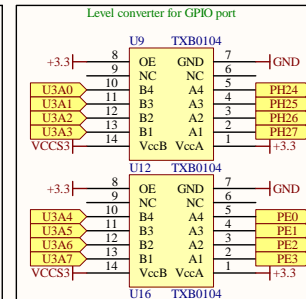 Level converter for GPIO port
U9 TXB0104
+3.3 8 OE GND 7 GND
9 NC NC 6
U3A0 10 B4 A4 5 PH24
U3A1 11 B3 A3 4 PH25
U3A2 12 B2 A2 3 PH26
U3A3 13 B1 A1 2 PH27
VCCS3 14 VccB VccA 1 +3.3
U12 TXB0104
+3.3 8 OE GND 7 GND
9 NC NC 6
U3A4 10 B4 A4 5 PE0
U3A5 11 B3 A3 4 PE1
U3A6 12 B2 A2 3 PE2
U3A7 13 B1 A1 2 PE3
VCCS3 14 VccB VccA 1 +3.3
U16 TXB0104